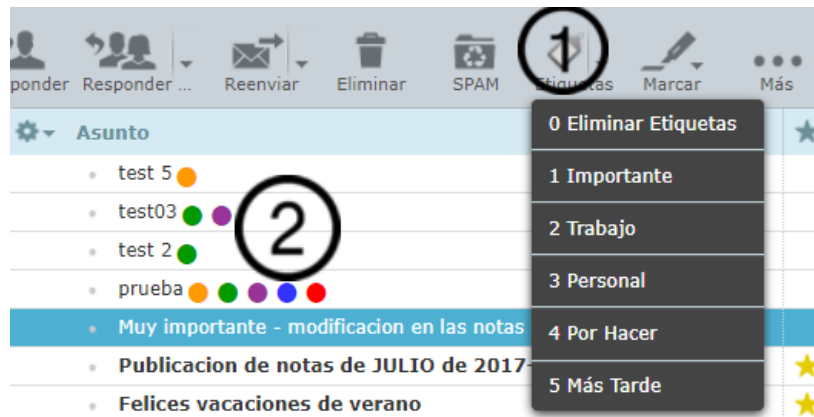 ponder Responder ... Reenviar Eliminar SPAM Etiquetas Marcar Más
1
Asunto
test 5
test03
test 2
prueba
2
Muy importante - modificacion en las notas
Publicacion de notas de JULIO de 2017-
Felices vacaciones de verano
0 Eliminar Etiquetas
1 Importante
2 Trabajo
3 Personal
4 Por Hacer
5 Más Tarde